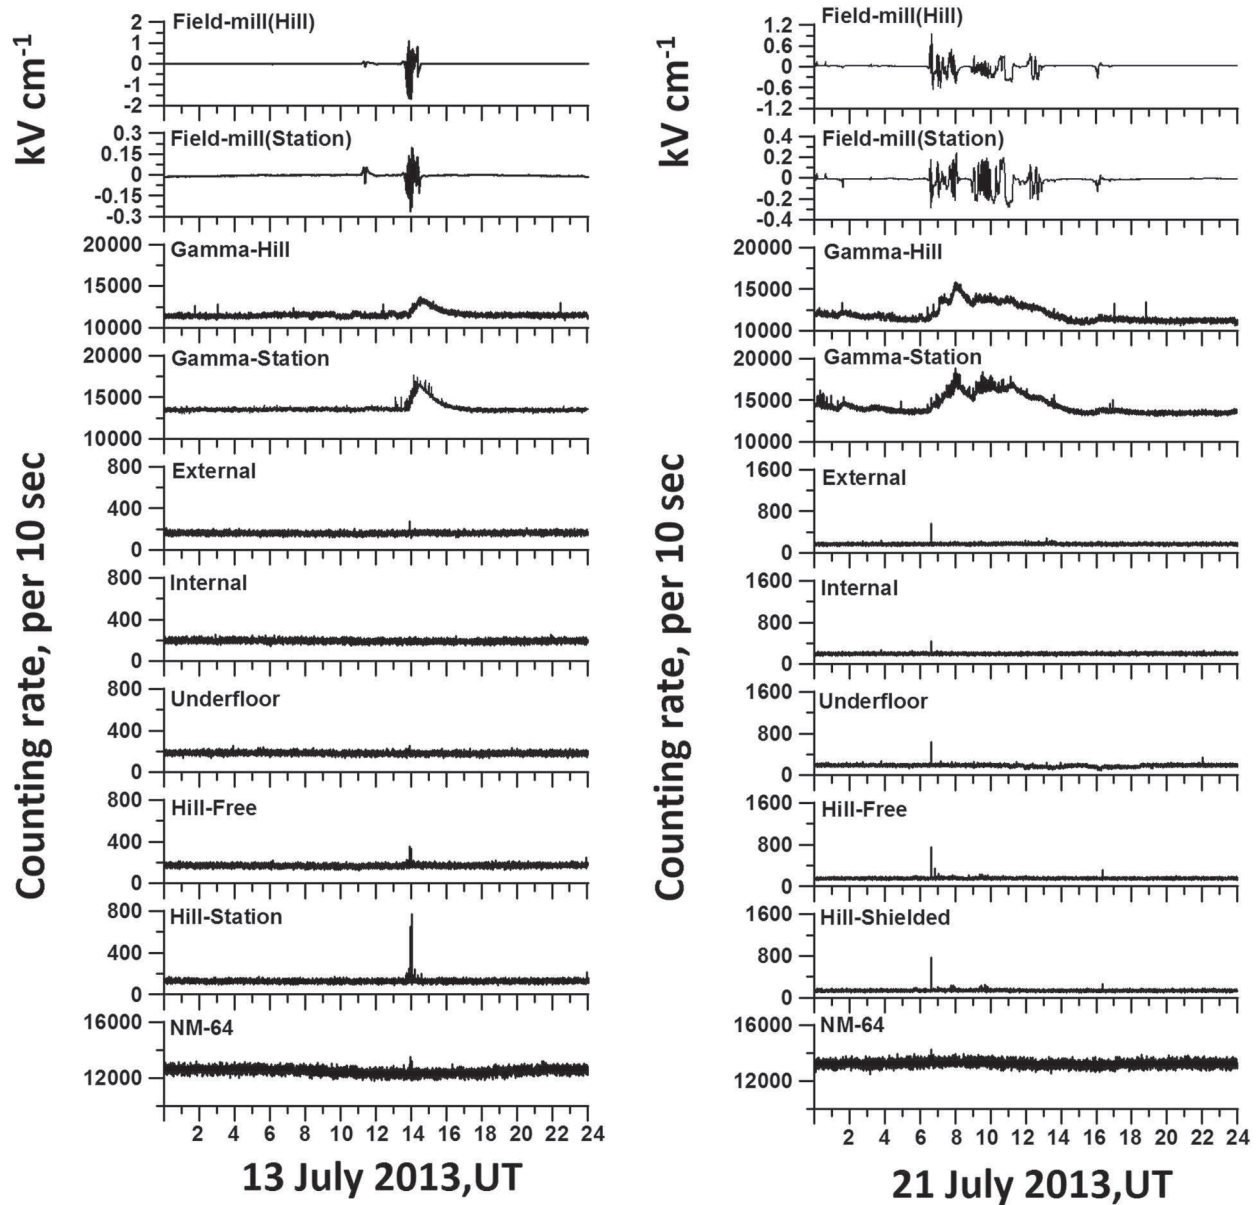 kV cm-1
Counting rate, per 10 sec
Field-mill(Hill)
2
1
0
-1
-2
Field-mill(Station)
0.3
0.15
0
-0.15
-0.3
Gamma-Hill
20000
15000
10000
Gamma-Station
20000
15000
10000
External
800
400
0
Internal
800
400
0
Underfloor
800
400
0
Hill-Free
800
400
0
Hill-Station
800
400
0
NM-64
16000
12000
2 4 6 8 10 12 14 16 18 20 22 24
13 July 2013,UT
kV cm-1
Counting rate, per 10 sec
Field-mill(Hill)
1.2
0.6
0
-0.6
-1.2
Field-mill(Station)
0.4
0.2
0
-0.2
-0.4
Gamma-Hill
20000
15000
10000
Gamma-Station
20000
15000
10000
External
1600
800
0
Internal
1600
800
0
Underfloor
1600
800
0
Hill-Free
1600
800
0
Hill-Shielded
1600
800
0
NM-64
16000
12000
2 4 6 8 10 12 14 16 18 20 22 24
21 July 2013,UT